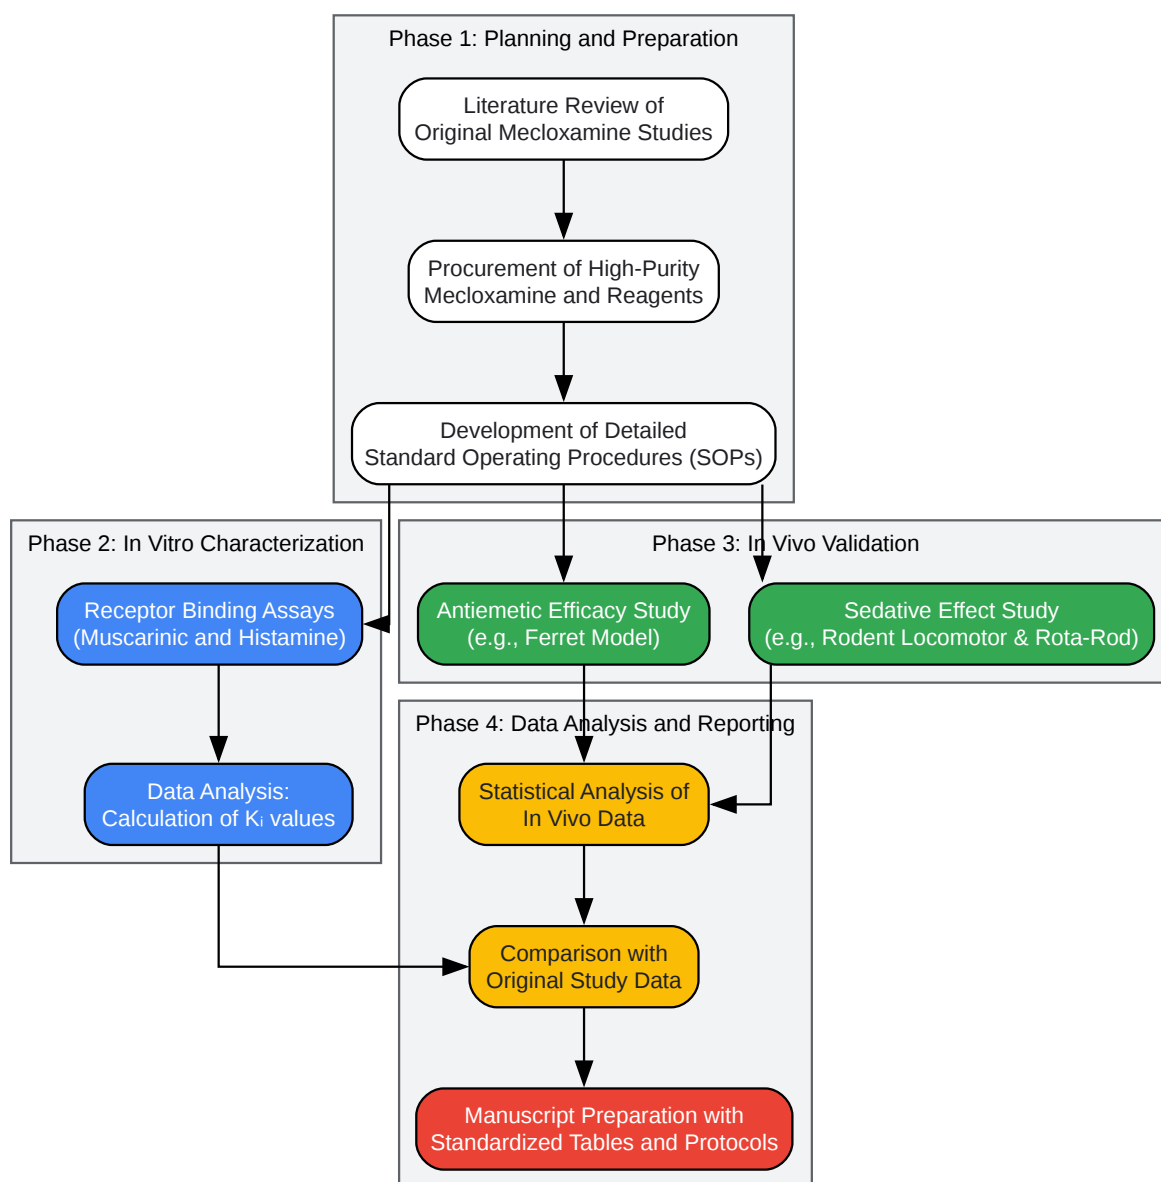 Phase 1: Planning and Preparation
Literature Review of
Original Mecloxamine Studies
Procurement of High-Purity
Mecloxamine and Reagents
Development of Detailed
Standard Operating Procedures (SOPs)
Phase 2: In Vitro Characterization
Receptor Binding Assays
(Muscarinic and Histamine)
Data Analysis:
Calculation of Kᵢ values
Phase 3: In Vivo Validation
Antiemetic Efficacy Study
(e.g., Ferret Model)
Sedative Effect Study
(e.g., Rodent Locomotor & Rota-Rod)
Phase 4: Data Analysis and Reporting
Statistical Analysis of
In Vivo Data
Comparison with
Original Study Data
Manuscript Preparation with
Standardized Tables and Protocols